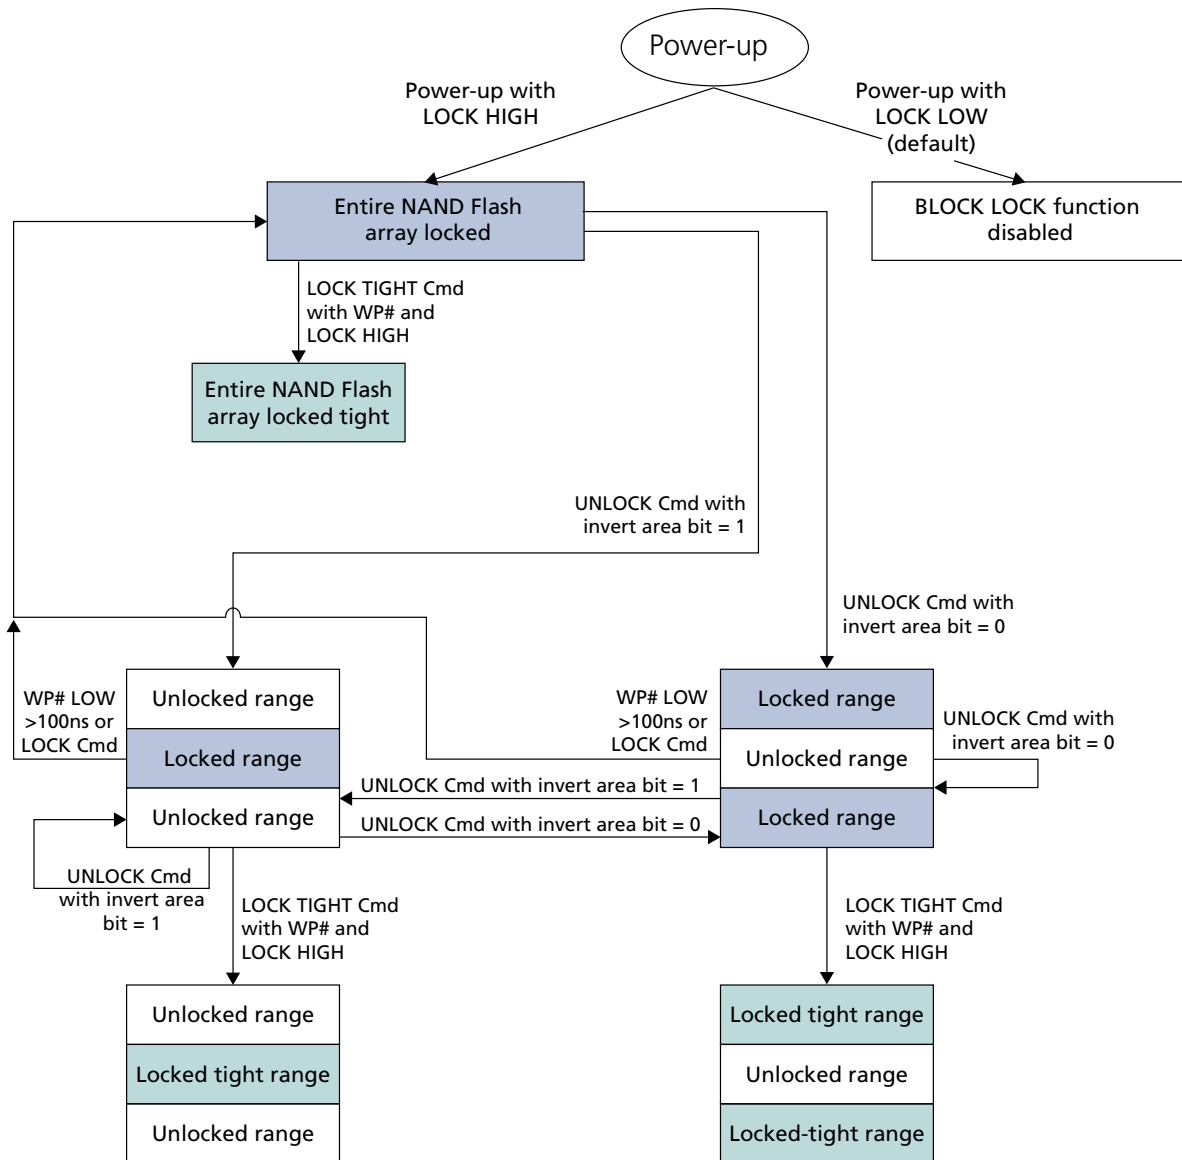 Power-up
Power-up with
LOCK HIGH
Power-up with
LOCK LOW
(default)
Entire NAND Flash
array locked
BLOCK LOCK function
disabled
LOCK TIGHT Cmd
with WP# and
LOCK HIGH
Entire NAND Flash
array locked tight
UNLOCK Cmd with
invert area bit = 1
UNLOCK Cmd with
invert area bit = 0
WP# LOW
>100ns or
LOCK Cmd
Unlocked range
Locked range
Unlocked range
WP# LOW
>100ns or
LOCK Cmd
Locked range
Unlocked range
Locked range
UNLOCK Cmd with
invert area bit = 0
UNLOCK Cmd with invert area bit = 1
UNLOCK Cmd with invert area bit = 0
UNLOCK Cmd
with invert area
bit = 1
LOCK TIGHT Cmd
with WP# and
LOCK HIGH
LOCK TIGHT Cmd
with WP# and
LOCK HIGH
Unlocked range
Locked tight range
Unlocked range
Locked tight range
Unlocked range
Locked-tight range